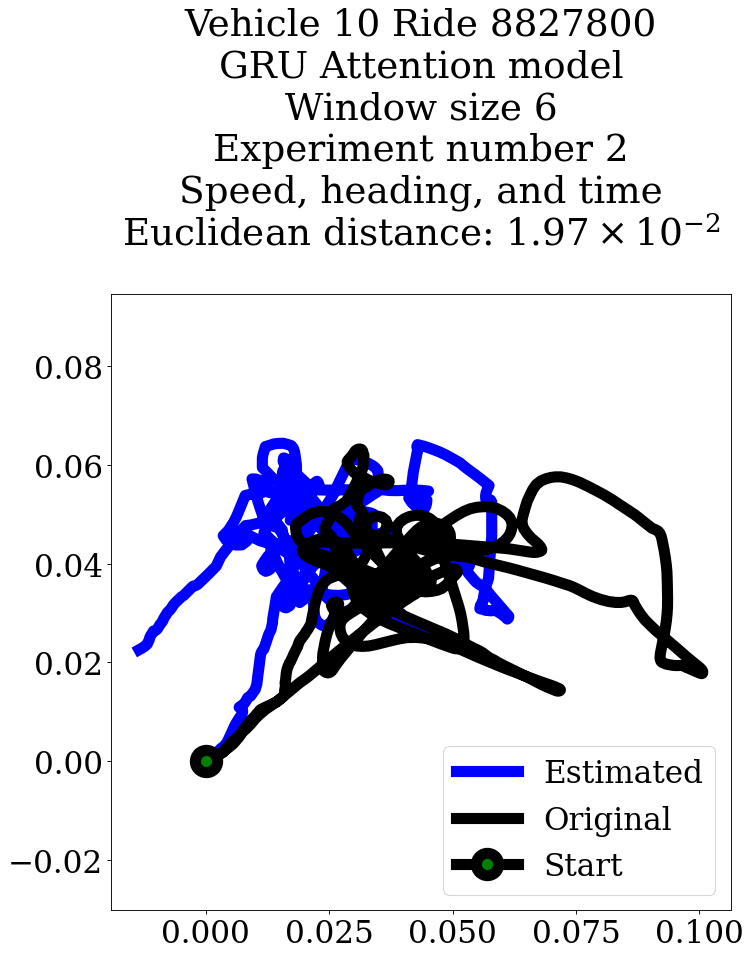 Vehicle 10 Ride 8827800
GRU Attention model
Window size 6
Experiment number 2
Speed, heading, and time
Euclidean distance: 1.97 × 10⁻²
0.08
0.06
0.04
0.02
0.00
−0.02
Estimated
Original
Start
0.000 0.025 0.050 0.075 0.100